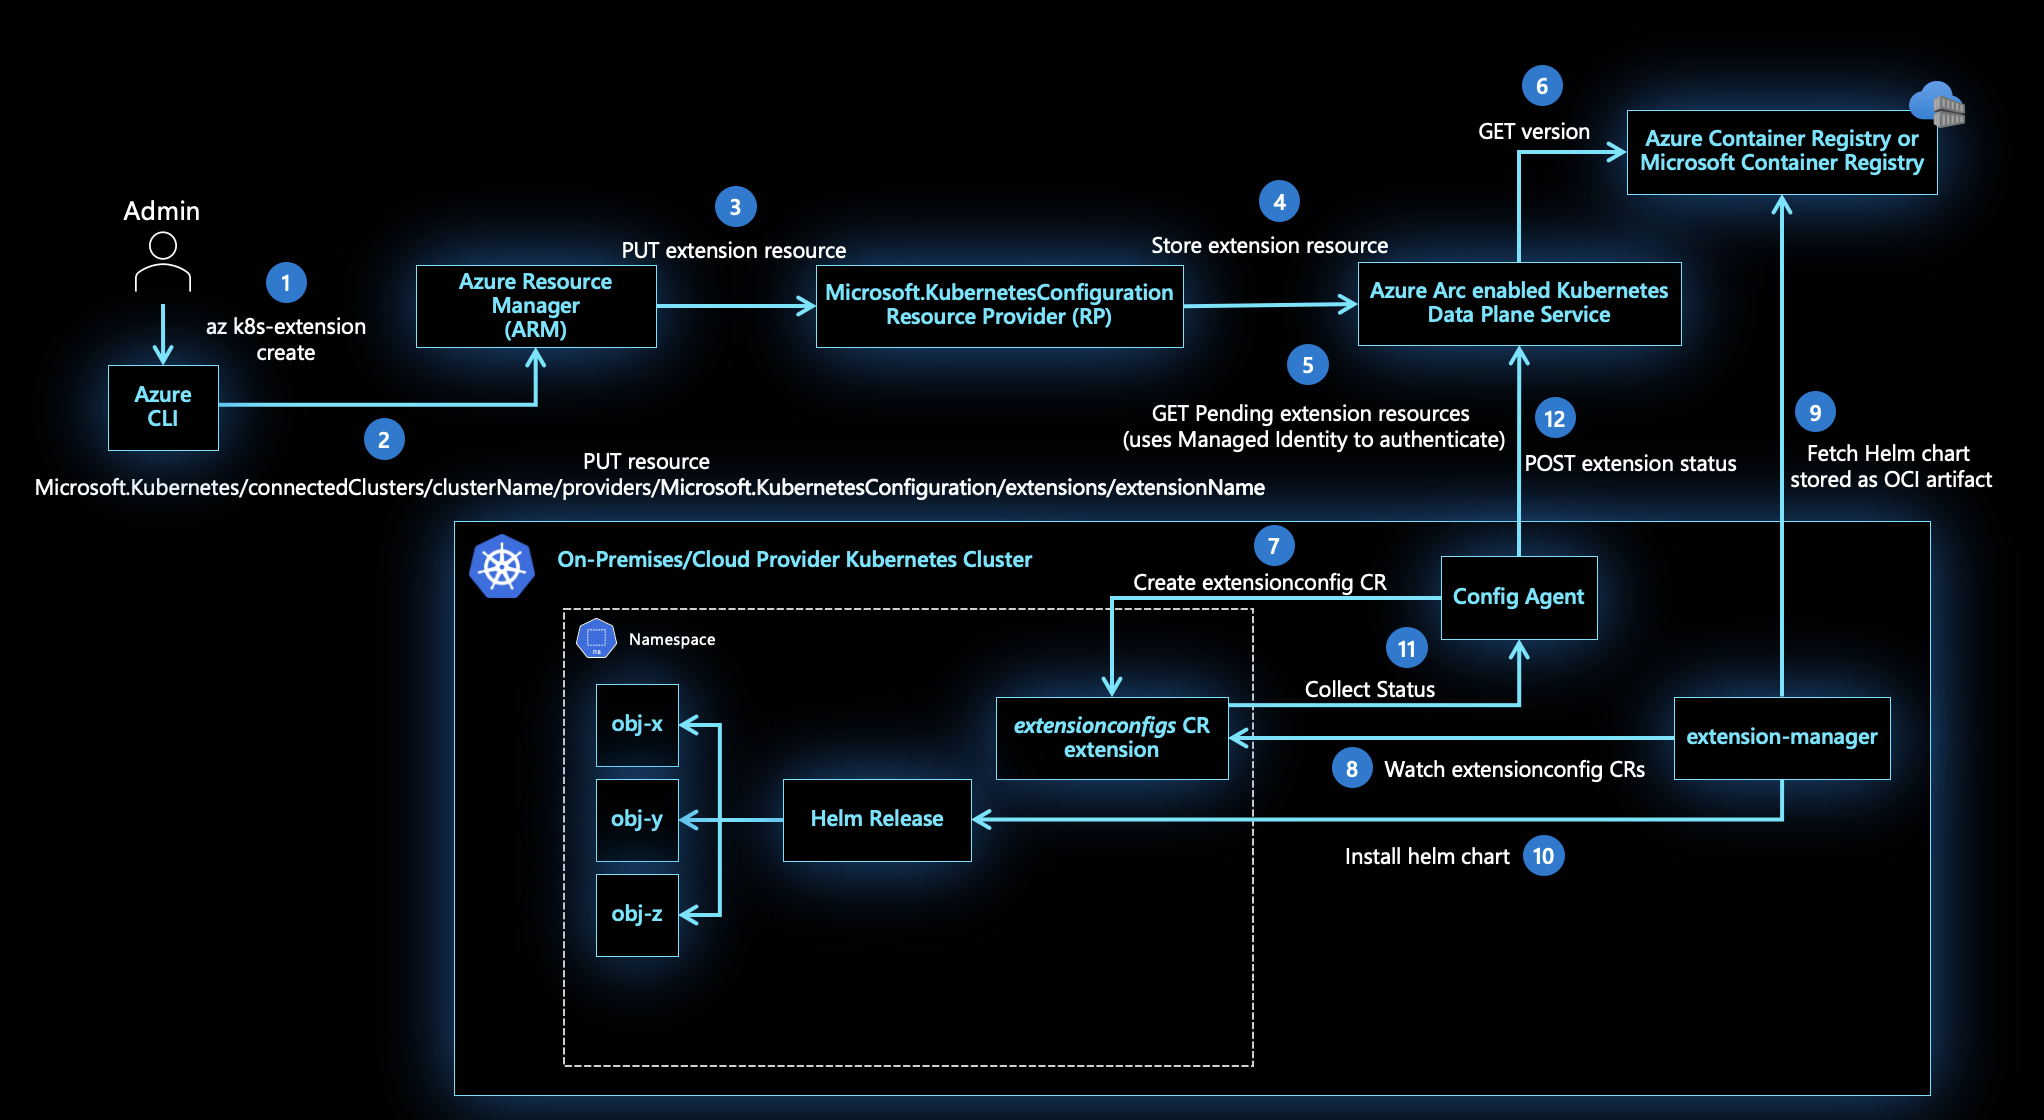 6
GET version
Azure Container Registry or
Microsoft Container Registry
Admin
1
az k8s-extension
create
Azure
CLI
2
PUT resource
Microsoft.Kubernetes/connectedClusters/clusterName/providers/Microsoft.KubernetesConfiguration/extensions/extensionName
Azure Resource
Manager
(ARM)
3
PUT extension resource
Microsoft.KubernetesConfiguration
Resource Provider (RP)
4
Store extension resource
Azure Arc enabled Kubernetes
Data Plane Service
5
GET Pending extension resources
(uses Managed Identity to authenticate)
12
POST extension status
9
Fetch Helm chart
stored as OCI artifact
On-Premises/Cloud Provider Kubernetes Cluster
7
Create extensionconfig CR
Config Agent
ns
Namespace
11
Collect Status
obj-x
obj-y
obj-z
Helm Release
extensionconfigs CR
extension
extension-manager
8
Watch extensionconfig CRs
Install helm chart
10